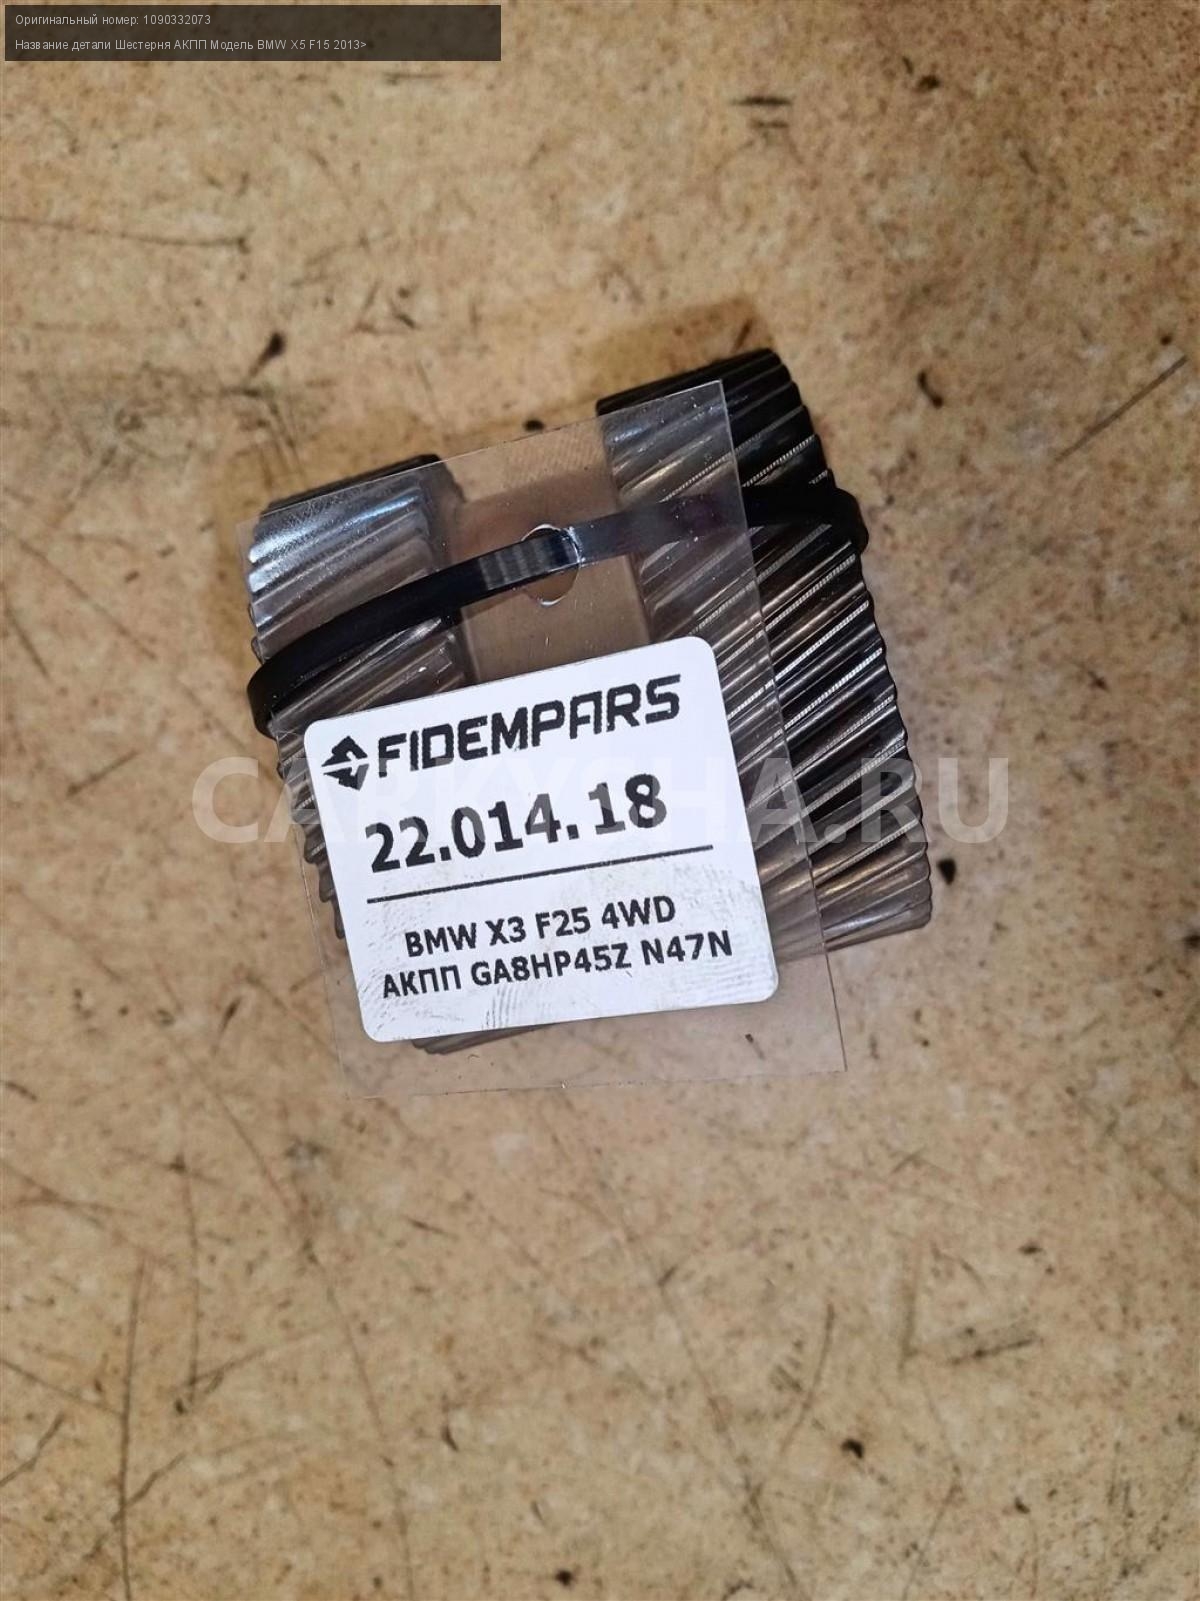 Оригинальный номер: 1090332073
Название детали Шестерня АКПП Модель BMW X5 F15 2013>
FIDEMPARS
CARKYSHA.RU
22.014.18
BMW X3 F25 4WD
АКПП GA8HP45Z N47N